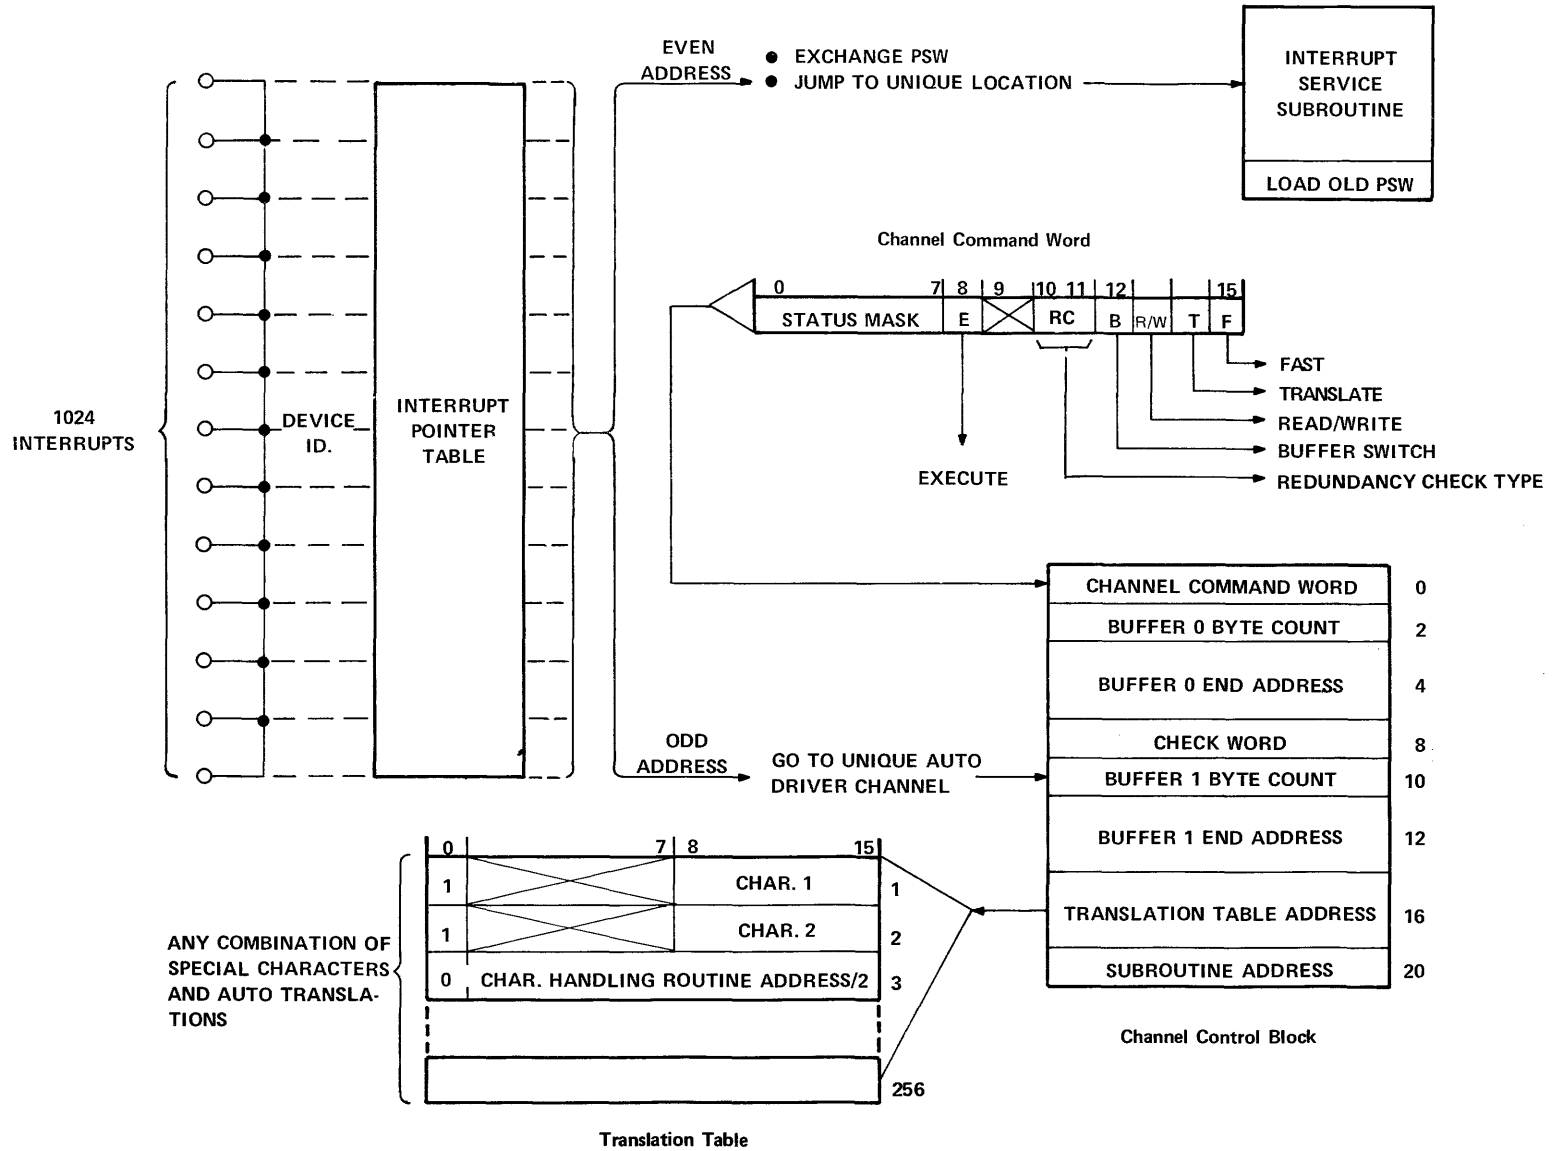 EVEN
ADDRESS
● EXCHANGE PSW
● JUMP TO UNIQUE LOCATION
INTERRUPT
SERVICE
SUBROUTINE
LOAD OLD PSW
1024
INTERRUPTS
DEVICE
ID.
INTERRUPT
POINTER
TABLE
Channel Command Word
0 7 8 9 10 11 12 15
STATUS MASK E RC B R/W T F
FAST
TRANSLATE
READ/WRITE
BUFFER SWITCH
REDUNDANCY CHECK TYPE
EXECUTE
CHANNEL COMMAND WORD 0
BUFFER 0 BYTE COUNT 2
BUFFER 0 END ADDRESS 4
CHECK WORD 8
BUFFER 1 BYTE COUNT 10
BUFFER 1 END ADDRESS 12
TRANSLATION TABLE ADDRESS 16
SUBROUTINE ADDRESS 20
Channel Control Block
ODD
ADDRESS
GO TO UNIQUE AUTO
DRIVER CHANNEL
0 7 8 15
1 CHAR. 1 1
1 CHAR. 2 2
0 CHAR. HANDLING ROUTINE ADDRESS/2 3
256
ANY COMBINATION OF
SPECIAL CHARACTERS
AND AUTO TRANSLA-
TIONS
Translation Table